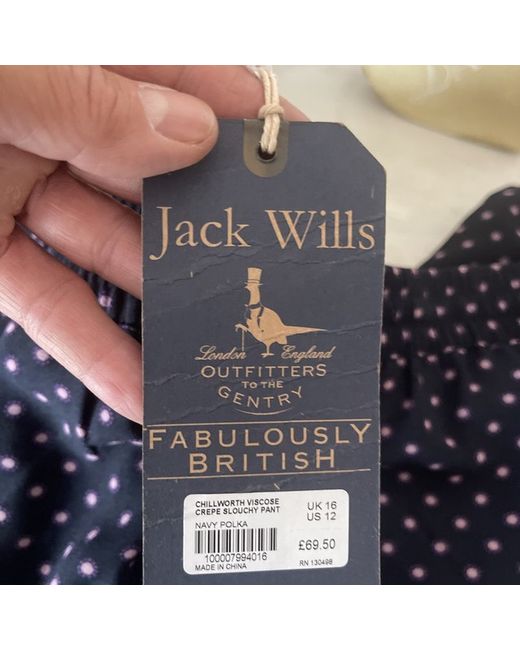 Jack Wills
London England
OUTFITTERS
TO THE
GENTRY
FABULOUSLY
BRITISH
CHILLWORTH VISCOSE
CREPE SLOUCHY PANT
UK 16
US 12
NAVY POLKA
£69.50
100007994016
MADE IN CHINA
RN 130498